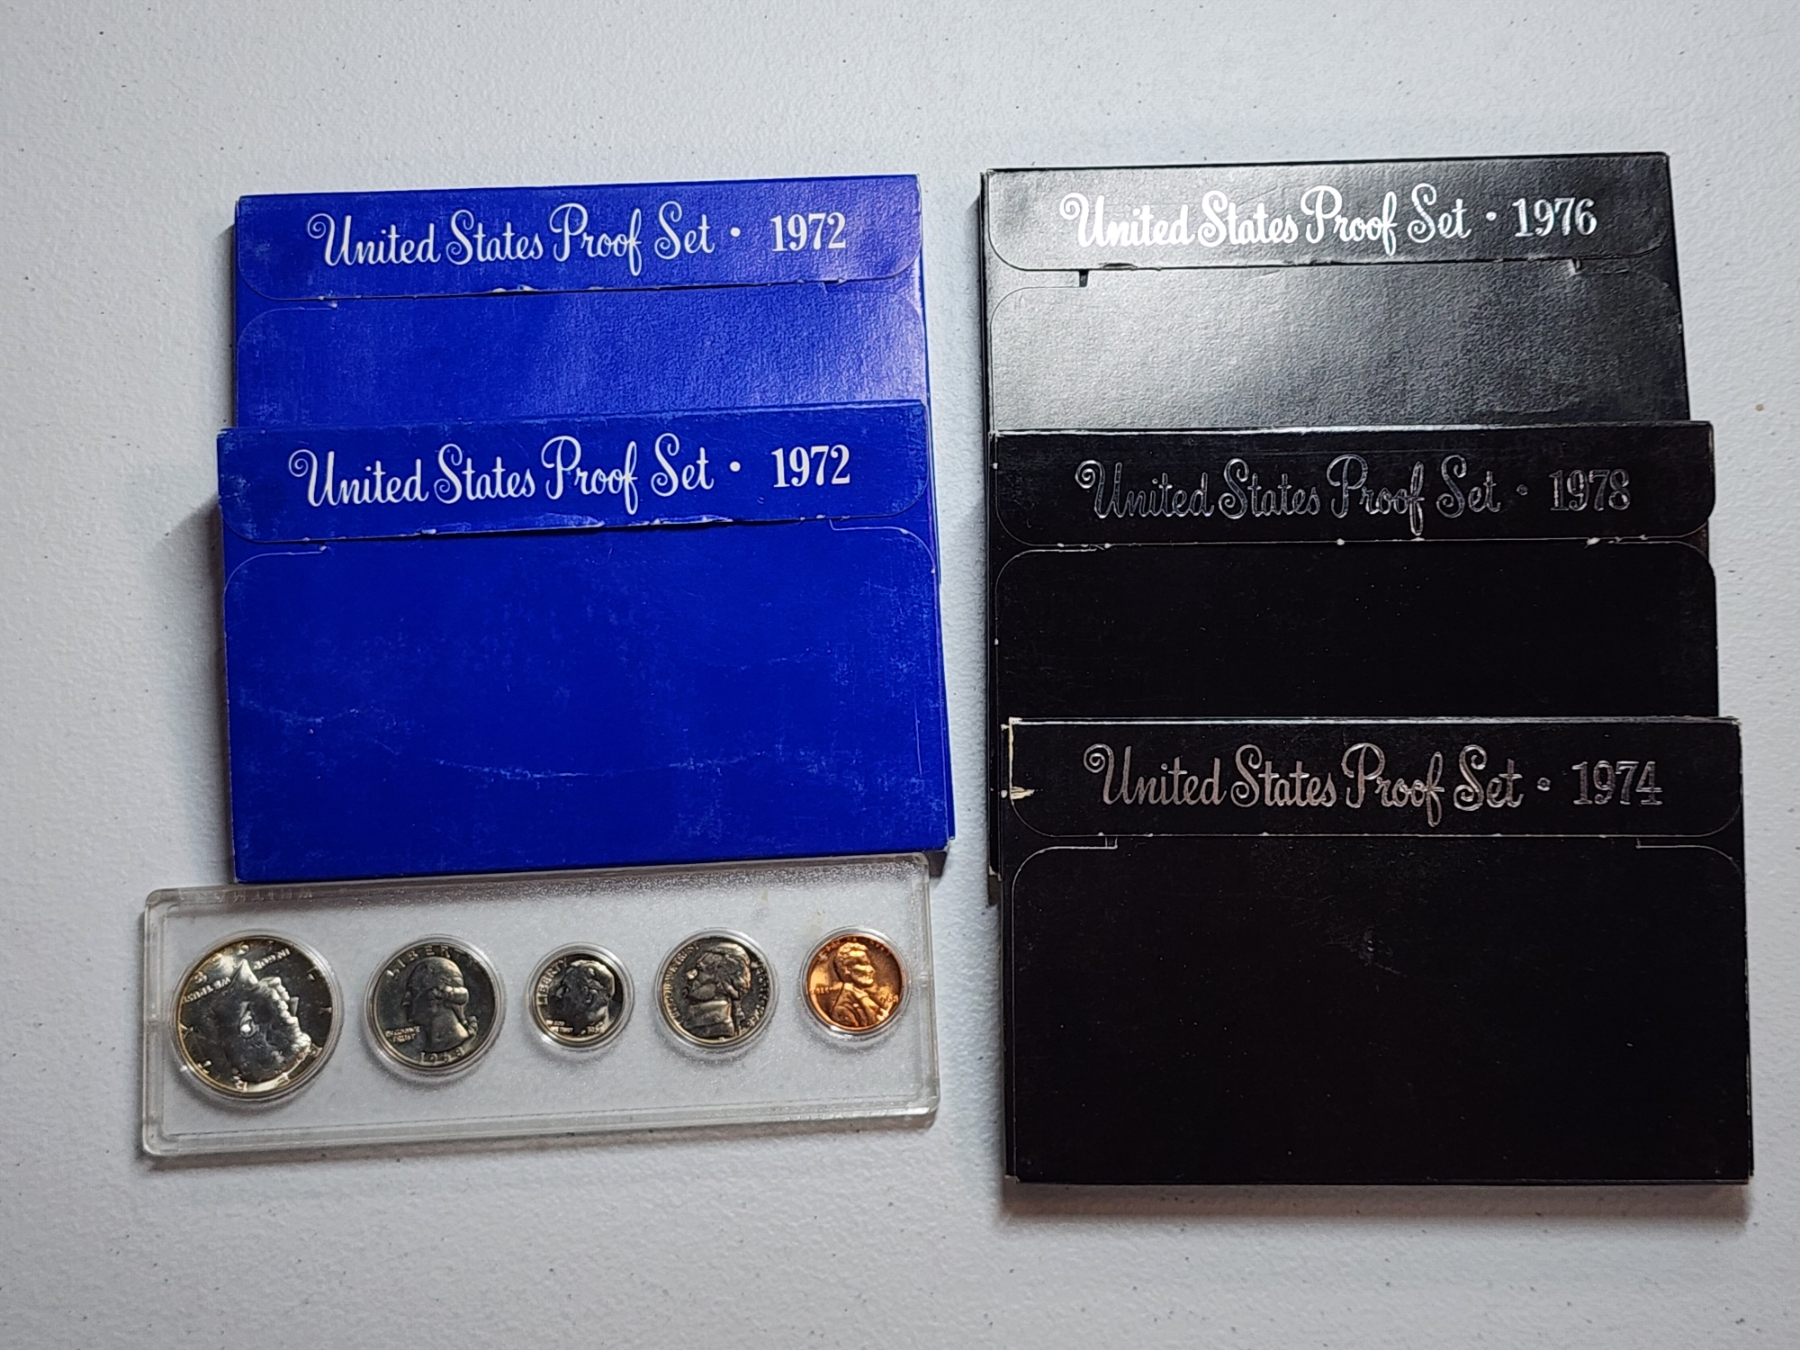 United States Proof Set • 1972
United States Proof Set • 1972
United States Proof Set • 1976
United States Proof Set • 1978
United States Proof Set • 1974
LIBERTY
LIBERTY